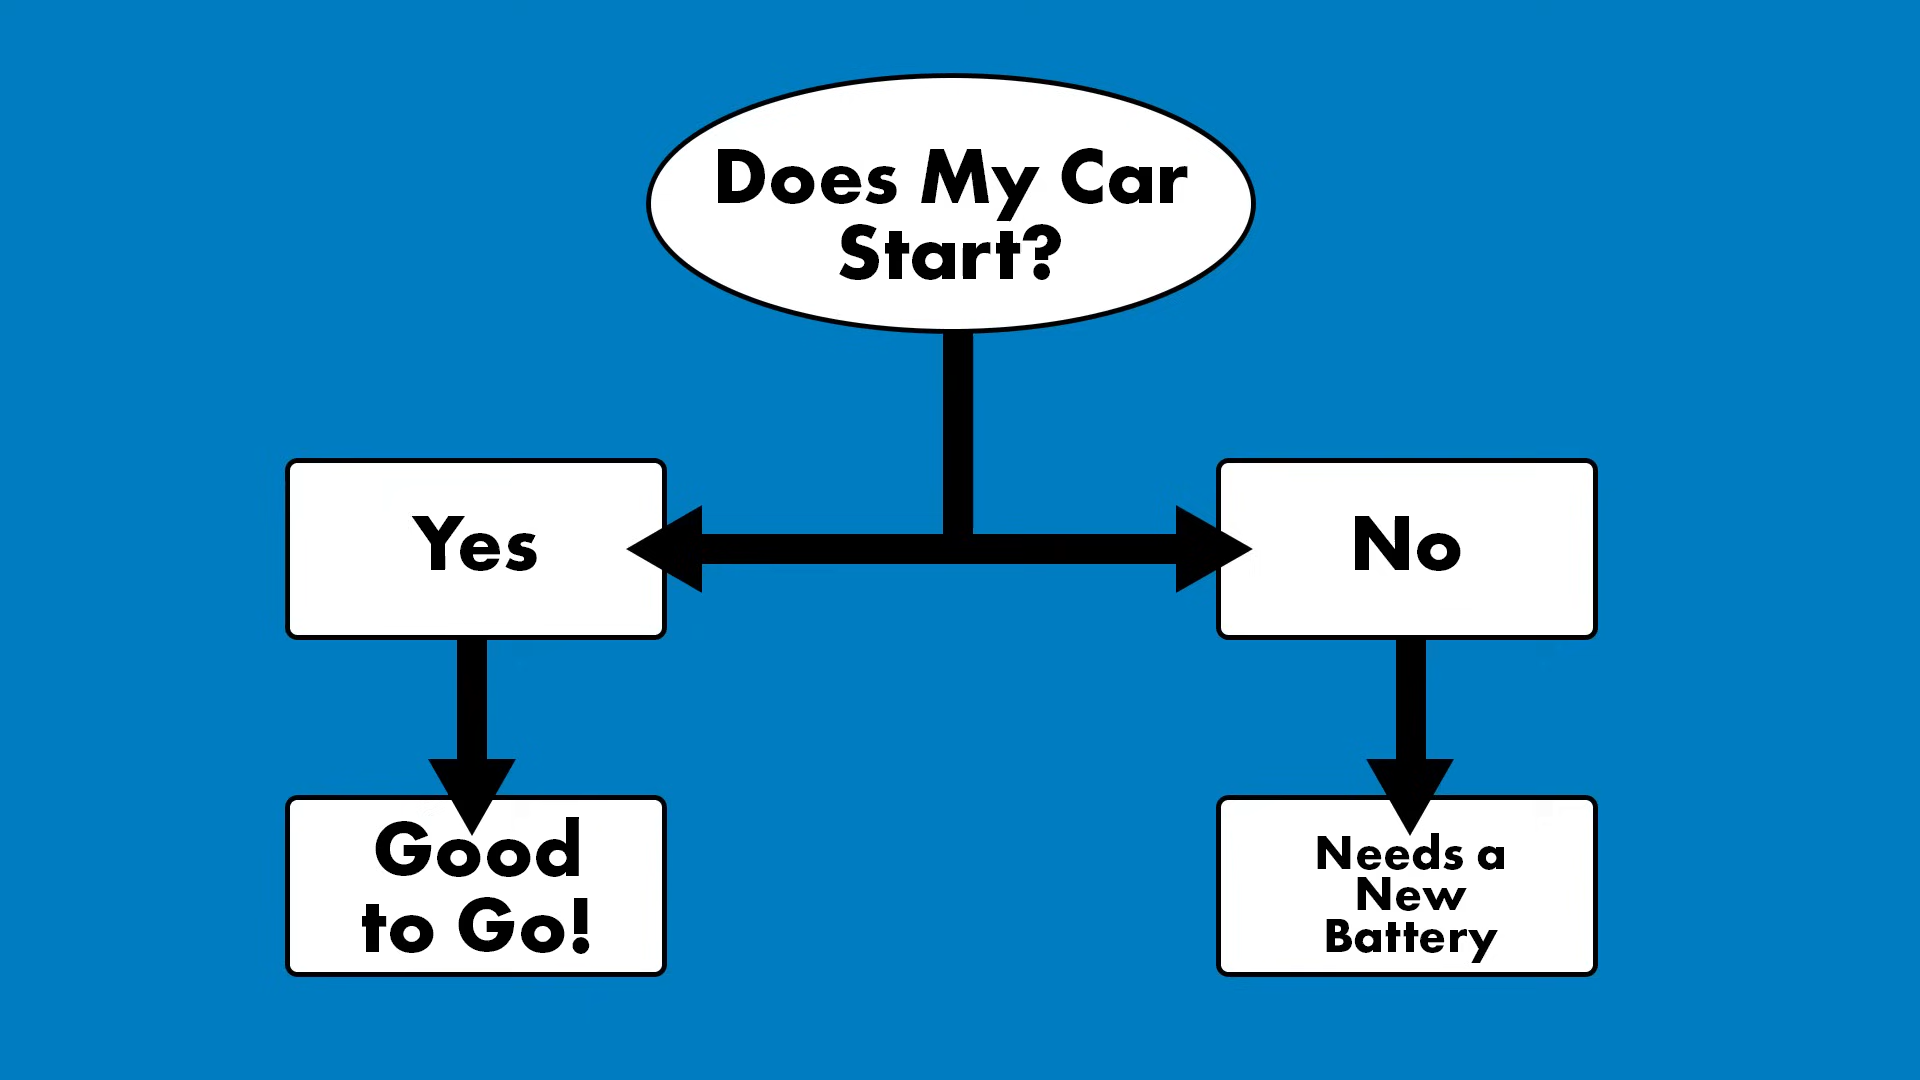 Does My Car
Start?
Yes
No
Good
to Go!
Needs a
New
Battery